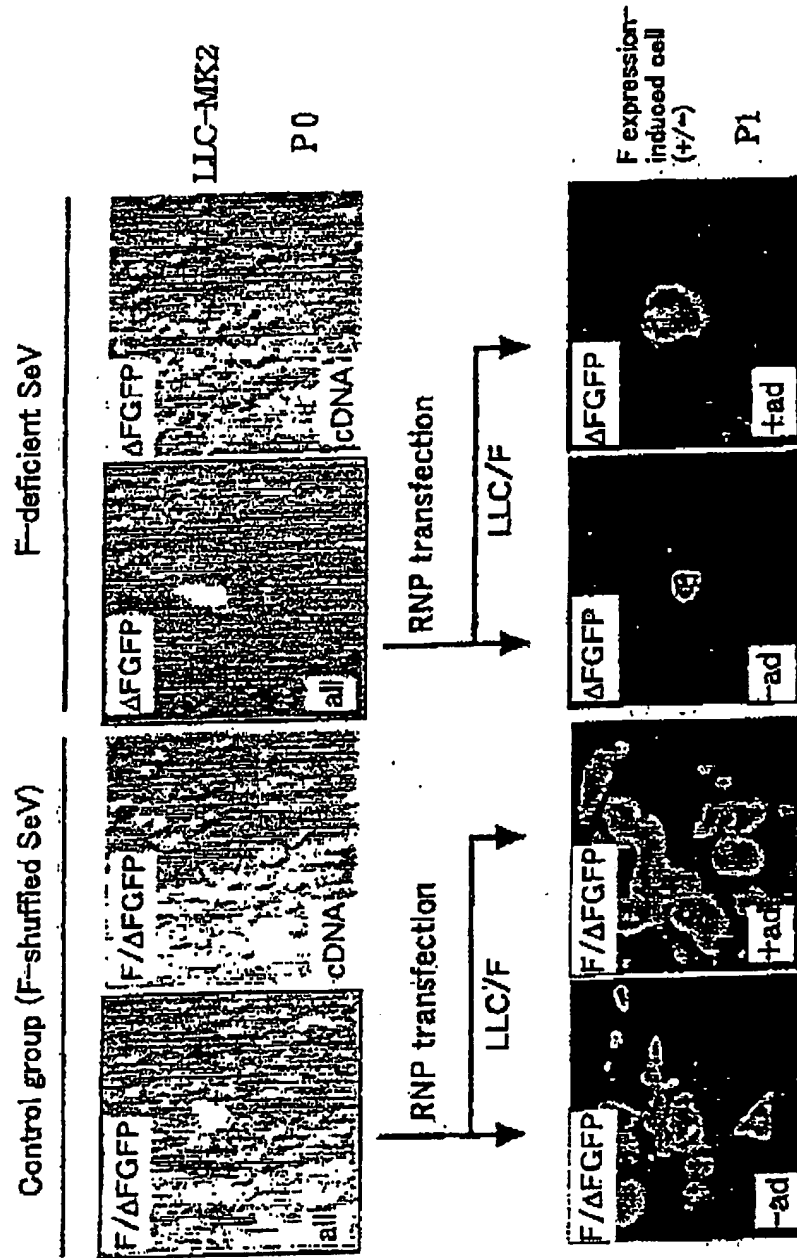 Control group (F-shuffled SeV)
F-deficient SeV
F/ΔFGFP
all
F/ΔFGFP
cDNA
ΔFGFP
all
ΔFGFP
cDNA
LLC-MK2
P0
RNP transfection
LLC/F
RNP transfection
LLC/F
F/ΔFGFP
-ad
F/ΔFGFP
+ad
ΔFGFP
-ad
ΔFGFP
+ad
F expression-
induced cell
(+/-)
P1